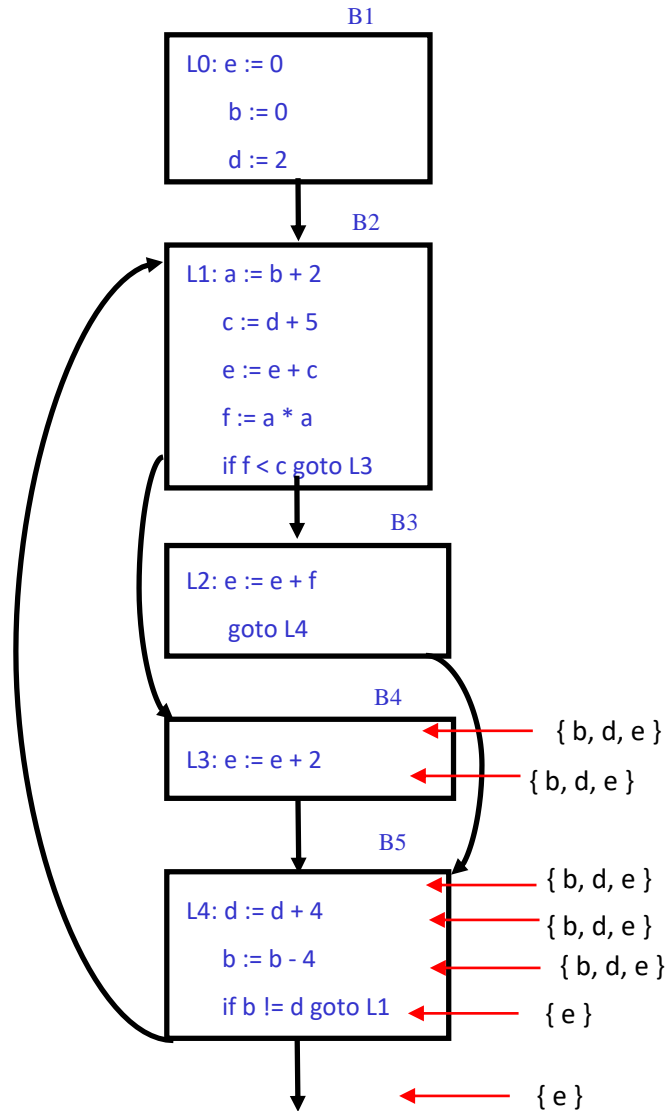 B1
L0: e := 0
b := 0
d := 2
B2
L1: a := b + 2
c := d + 5
e := e + c
f := a * a
if f < c goto L3
B3
L2: e := e + f
goto L4
B4
{ b, d, e }
L3: e := e + 2
{ b, d, e }
B5
{ b, d, e }
L4: d := d + 4
{ b, d, e }
b := b - 4
{ b, d, e }
if b != d goto L1
{ e }
{ e }